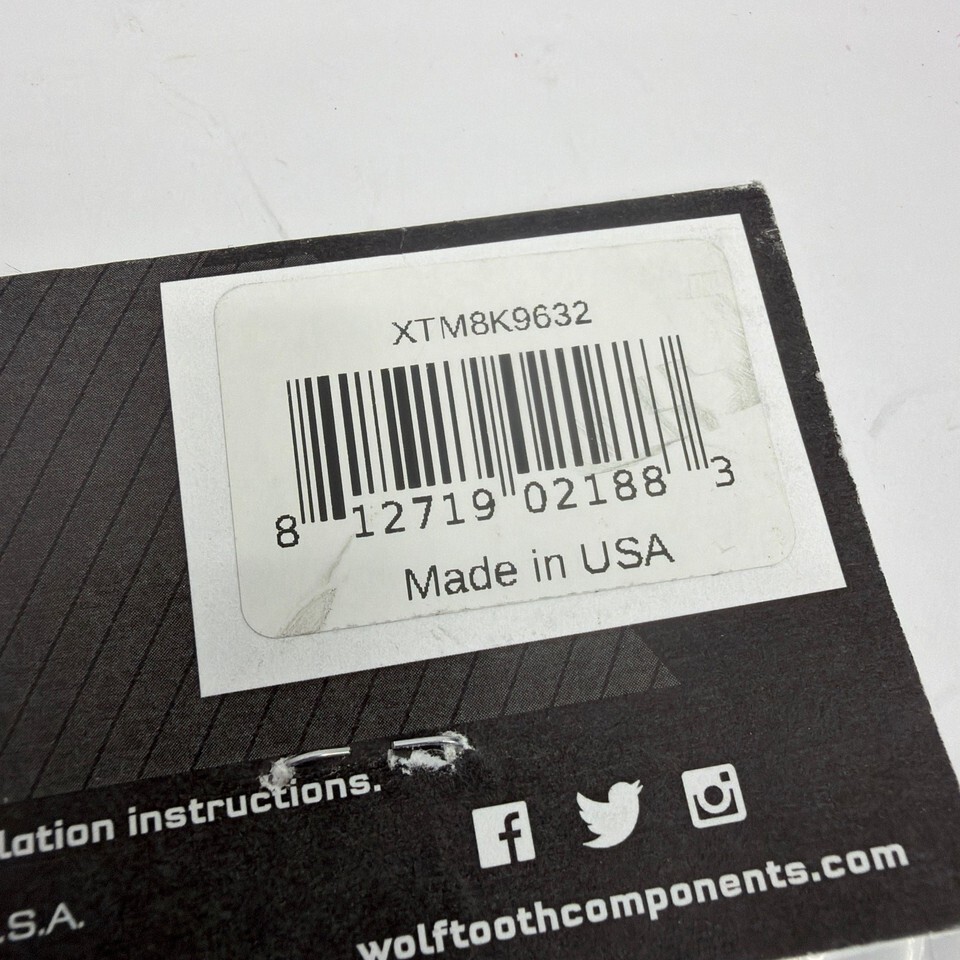 XTM8K9632
8 12719 02188 3
Made in USA
lation instructions.
.S.A.
wolftoothcomponents.com